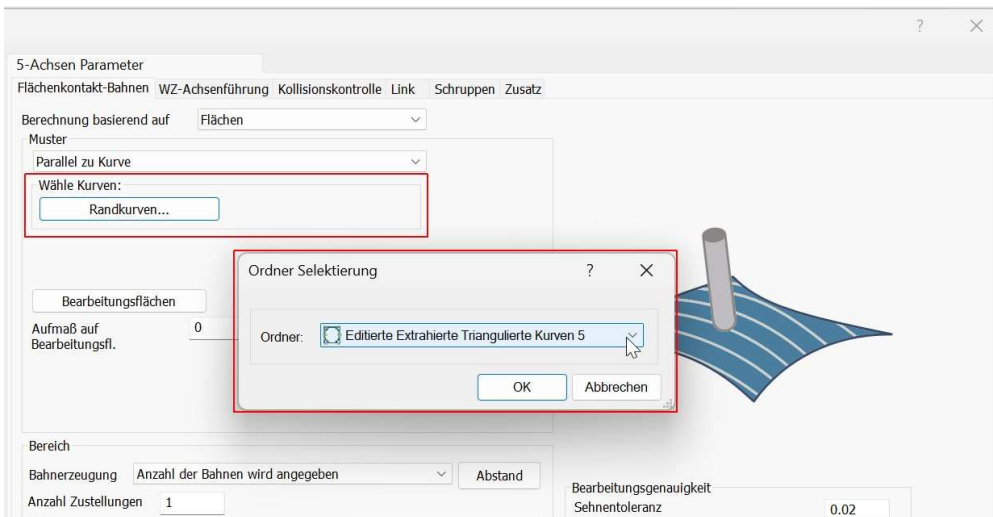 5-Achsen Parameter
Flächenkontakt-Bahnen WZ-Achsenführung Kollisionskontrolle Link Schruppen Zusatz
Berechnung basierend auf Flächen
Muster
Parallel zu Kurve
Wähle Kurven:
Randkurven...
Ordner Selektierung ?
Ordner: Editierte Extrahierte Triangulierte Kurven 5
OK Abbrechen
Bearbeitungsflächen
Aufmaß auf 0
Bearbeitungsfl.
Bereich
Bahnerzeugung Anzahl der Bahnen wird angegeben Abstand
Anzahl Zustellungen 1
Bearbeitungsgenauigkeit
Sehnentoleranz 0.02